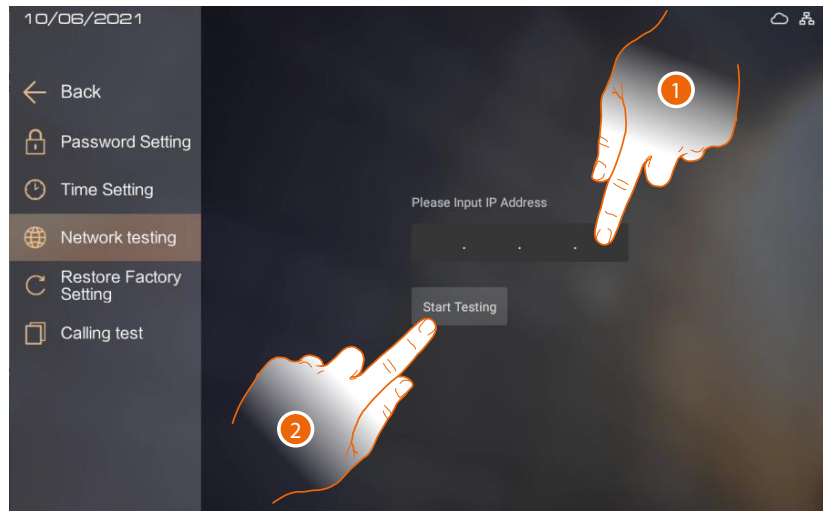 10/06/2021
Back
Password Setting
Time Setting
Network testing
Restore Factory
Setting
Calling test
Please Input IP Address
. . .
Start Testing
1
2